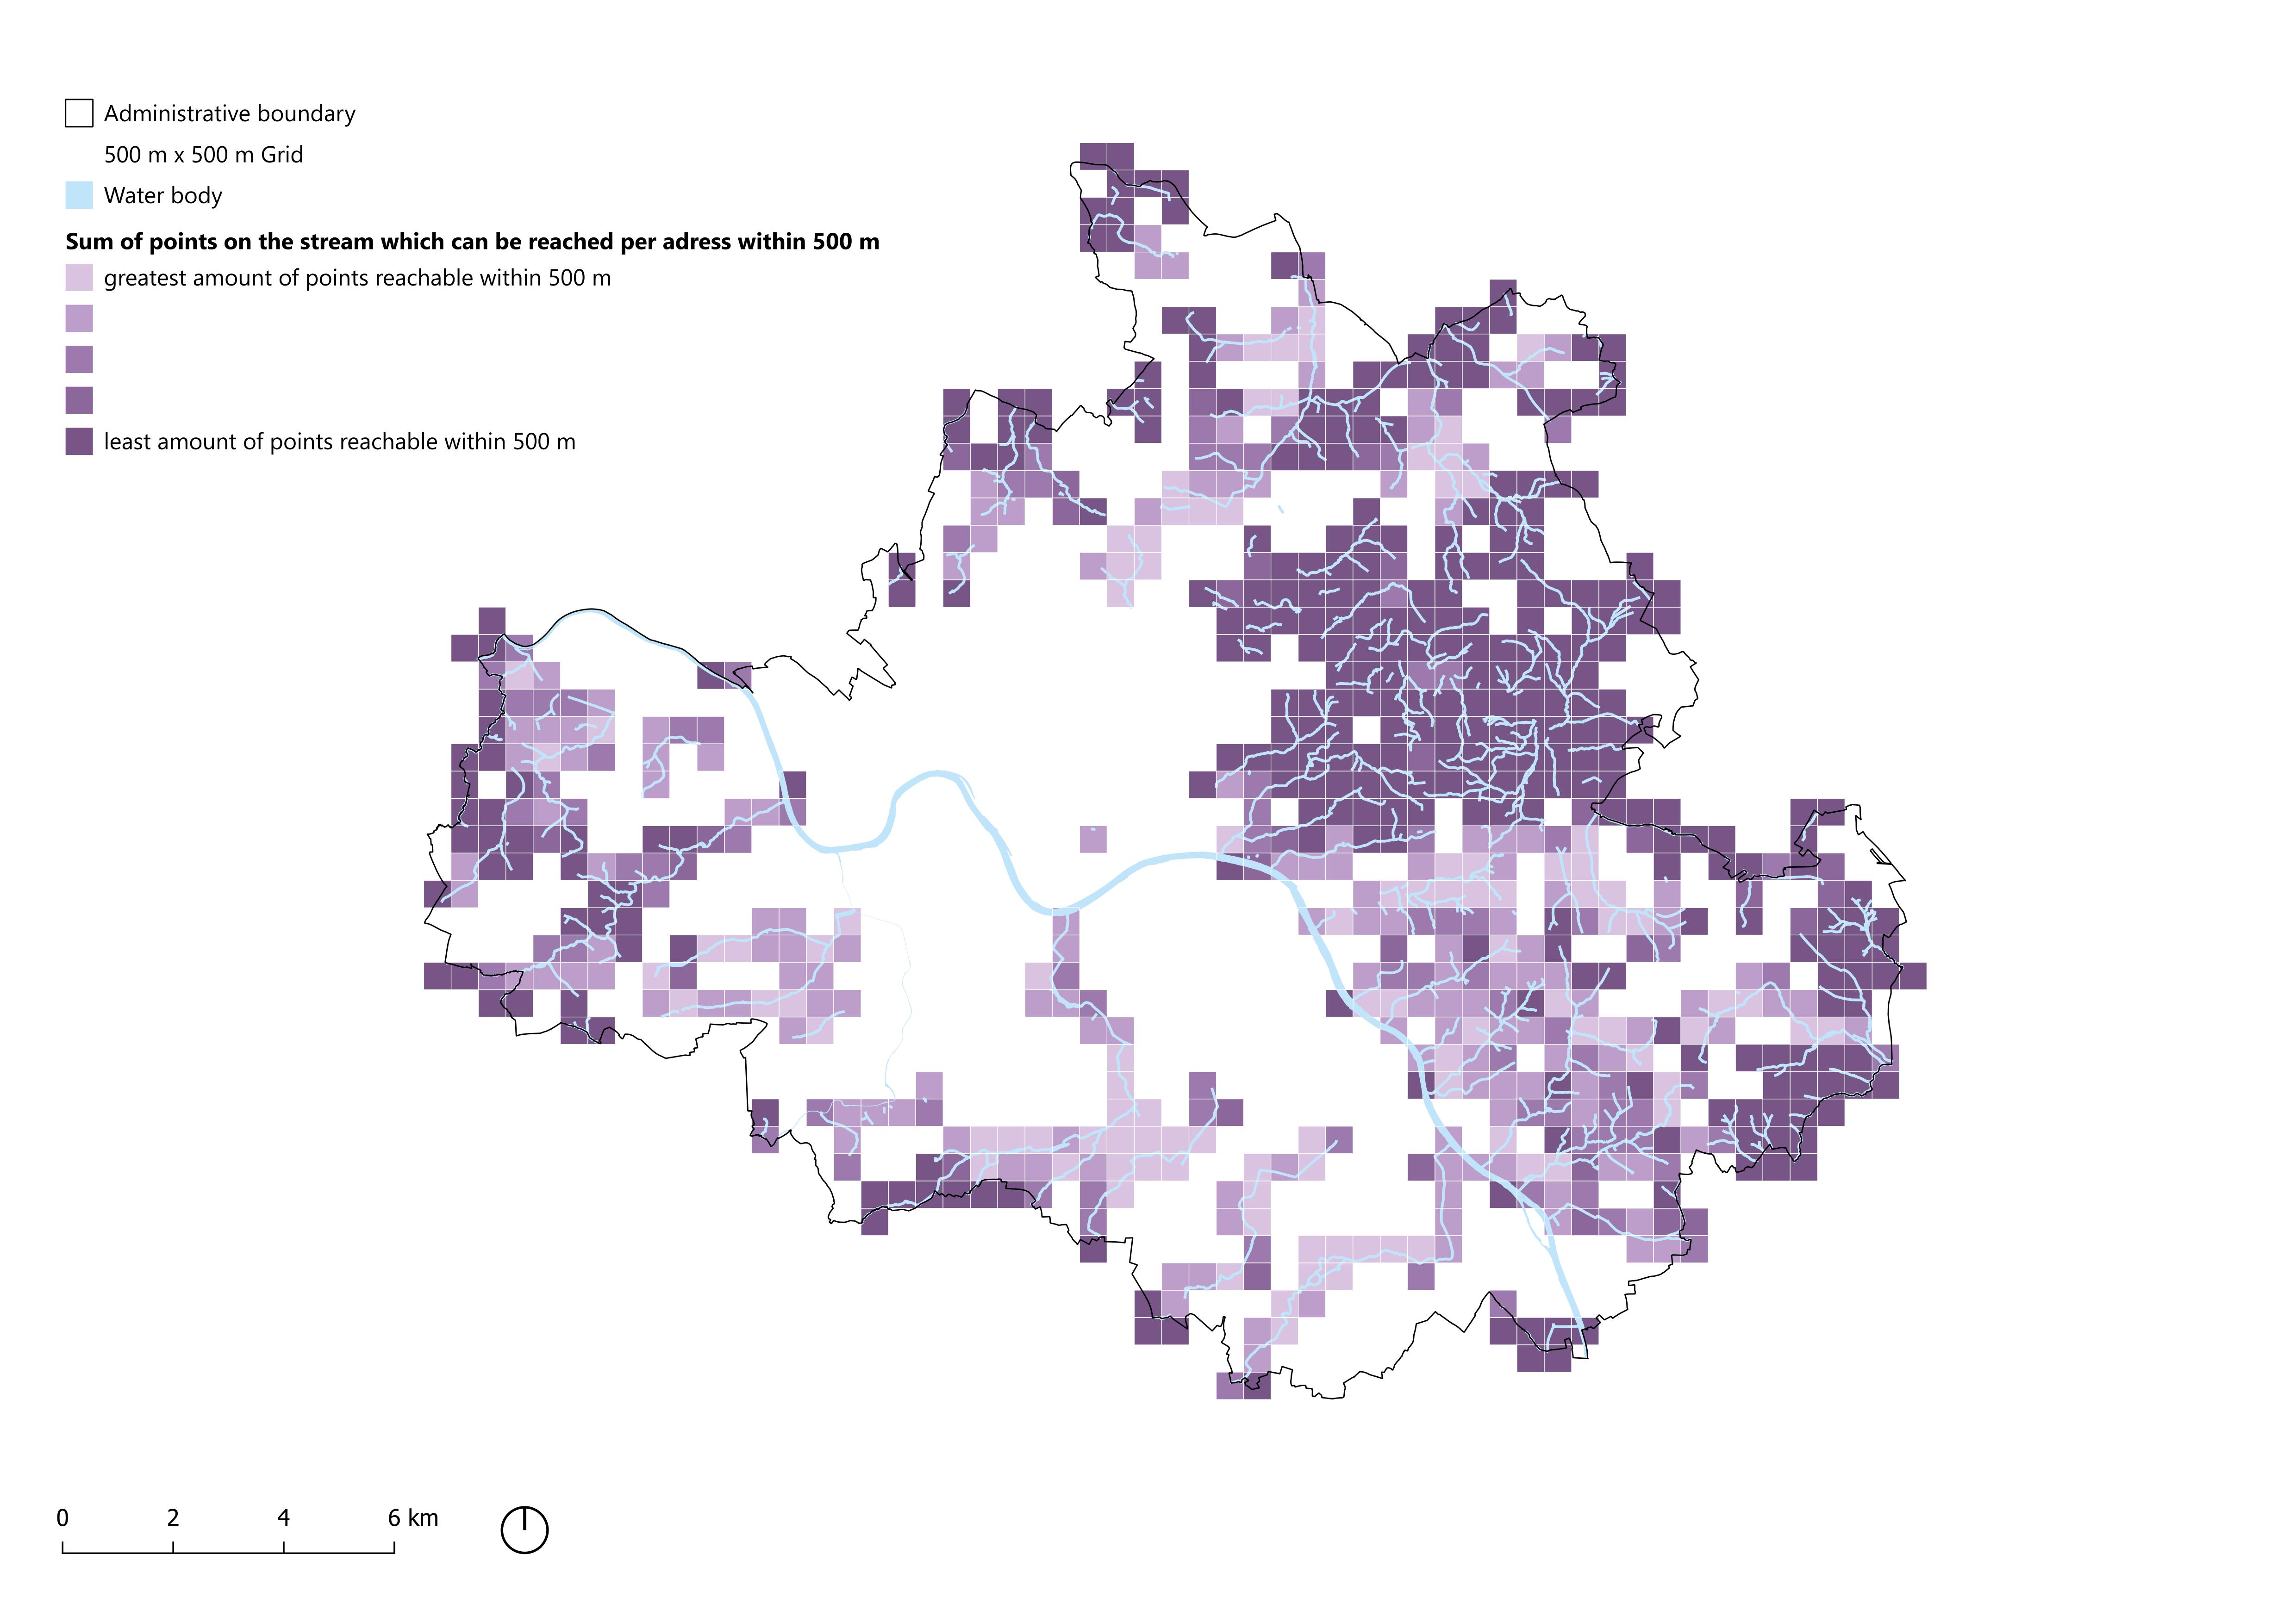 Administrative boundary
500 m x 500 m Grid
Water body
Sum of points on the stream which can be reached per adress within 500 m
greatest amount of points reachable within 500 m
least amount of points reachable within 500 m
0 2 4 6 km